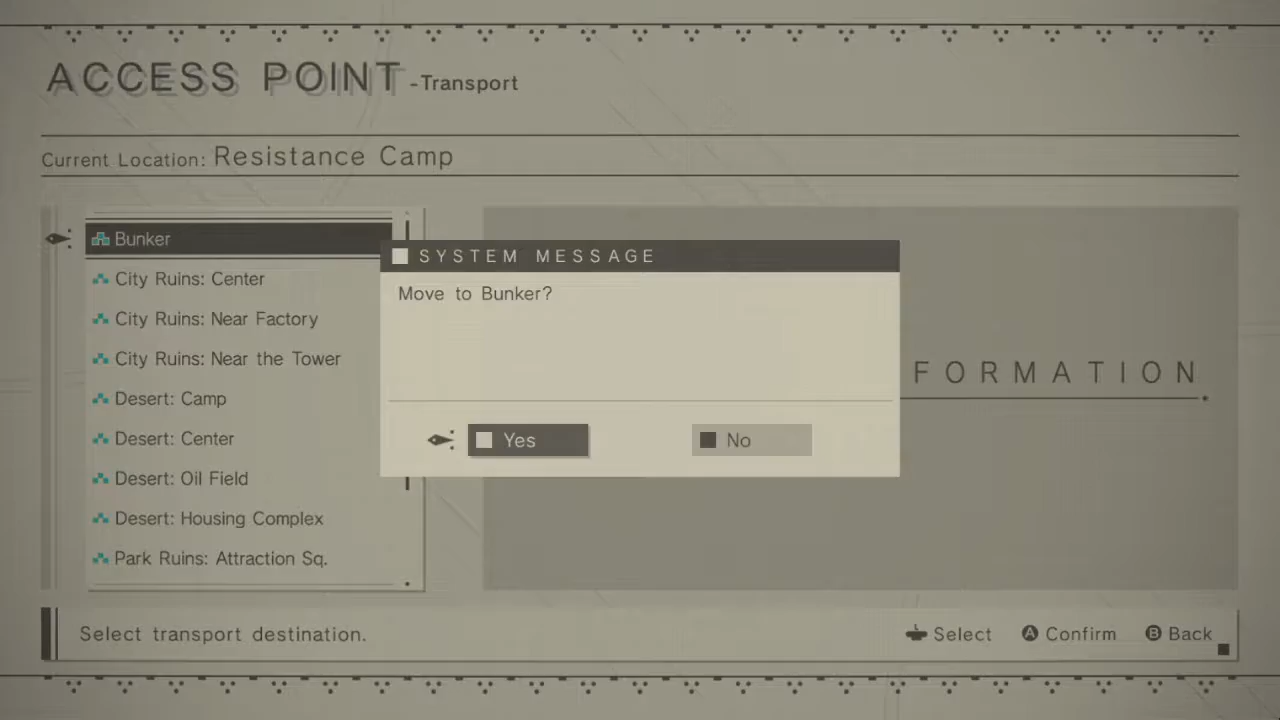 ACCESS POINT -Transport
Current Location: Resistance Camp
Bunker
City Ruins: Center
City Ruins: Near Factory
City Ruins: Near the Tower
Desert: Camp
Desert: Center
Desert: Oil Field
Desert: Housing Complex
Park Ruins: Attraction Sq.
SYSTEM MESSAGE
Move to Bunker?
Yes No
FORMATION
Select transport destination.
Select A Confirm B Back